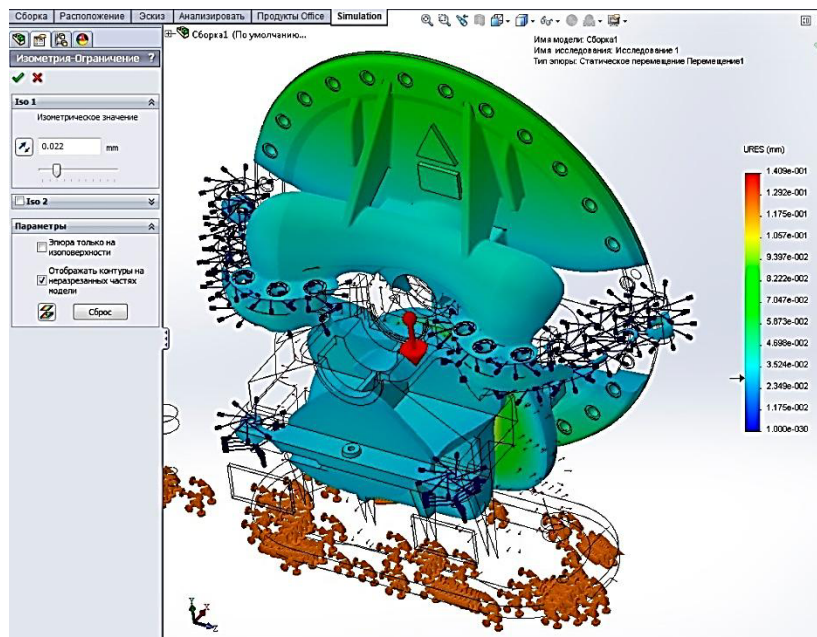 Сборка Расположение Эскиз Анализировать Продукты Office Simulation
Изометрия-Ограничение ?
Iso 1
Изометрическое значение
0.022 mm
Iso 2
Параметры
Эпюра только на
изоповерхности
Отображать контуры на
неразрезанных частях
модели
Сброс
Сборка1 (По умолчанию...
Имя модели: Сборка1
Имя исследования: Исследование 1
Тип эпюры: Статическое перемещение Перемещение1
URES (mm)
1.409e-001
1.292e-001
1.175e-001
1.057e-001
9.397e-002
8.222e-002
7.047e-002
5.873e-002
4.698e-002
3.524e-002
2.349e-002
1.175e-002
1.000e-030